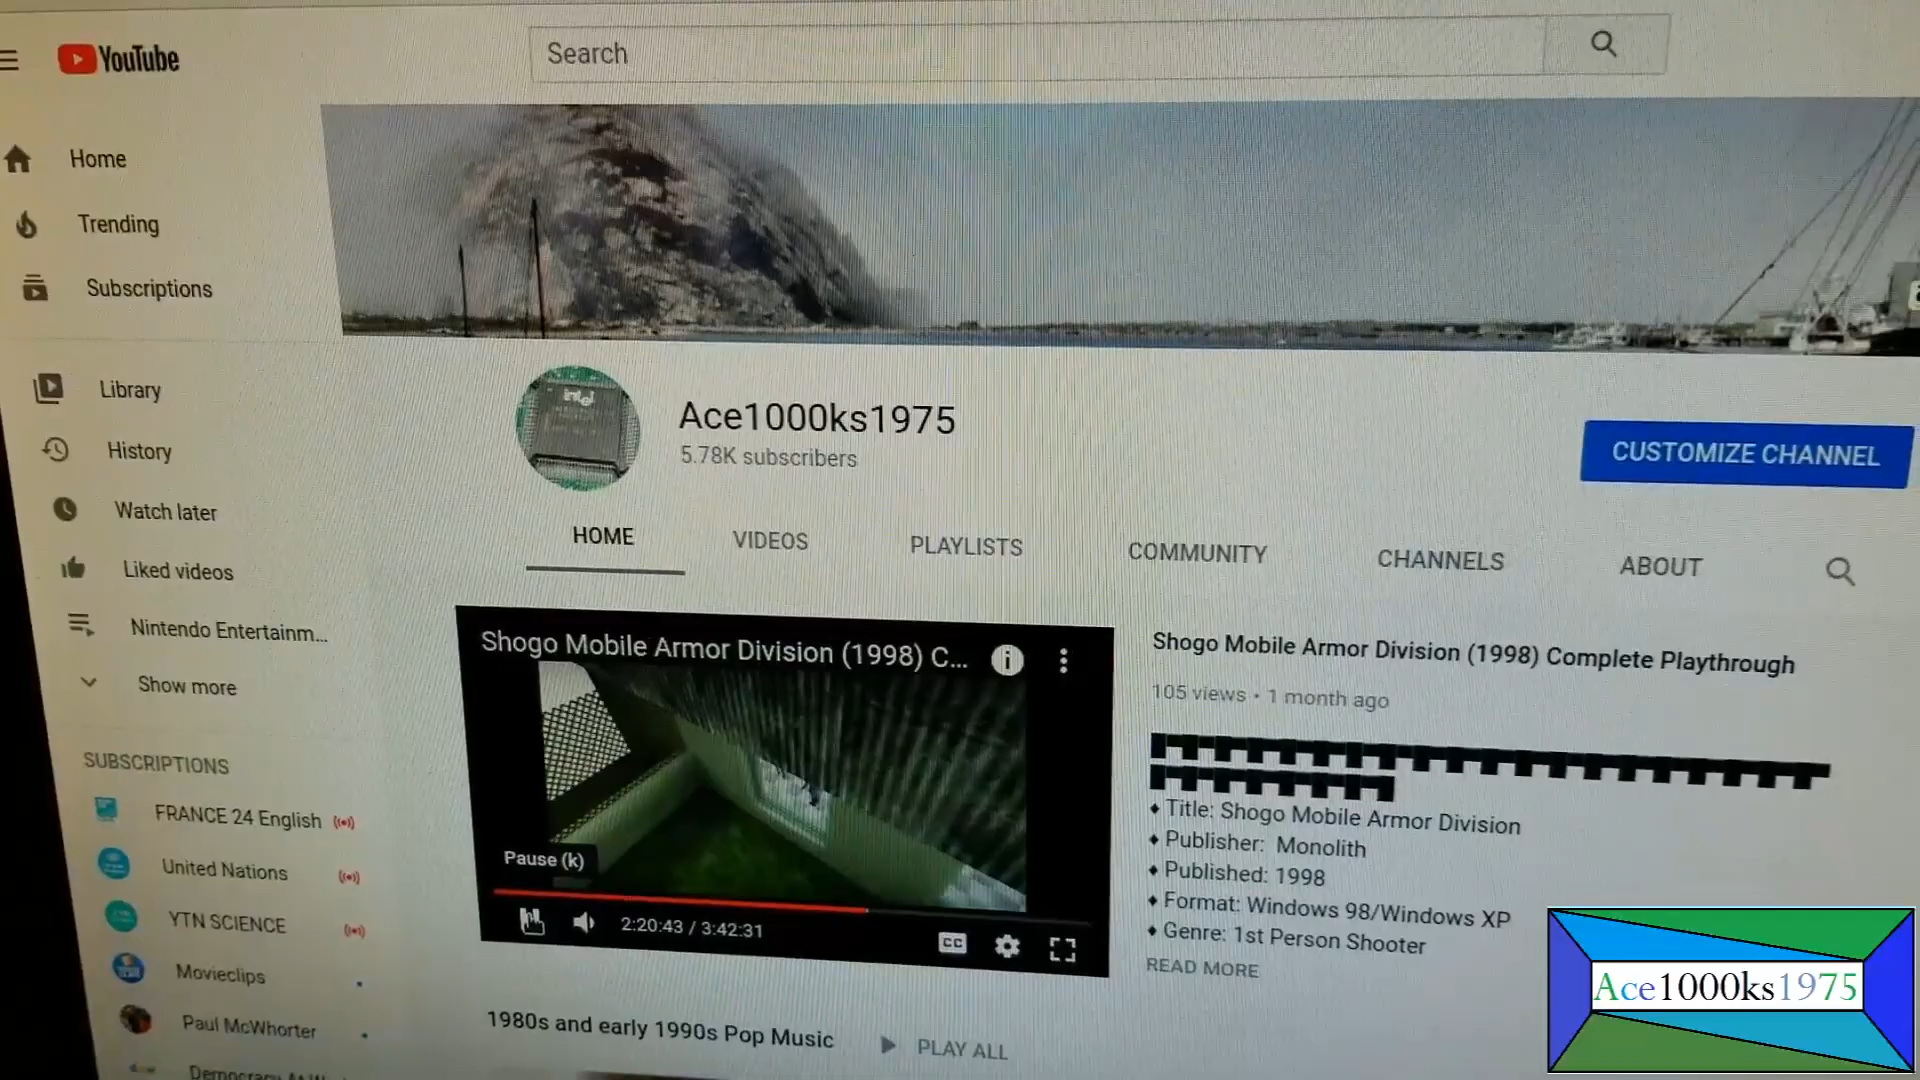 YouTube
Search
Home
Trending
Subscriptions
Library
History
Watch later
Liked videos
Nintendo Entertainm...
Show more
SUBSCRIPTIONS
FRANCE 24 English
United Nations
YTN SCIENCE
Movieclips
Paul McWhorter
intel
Ace1000ks1975
5.78K subscribers
CUSTOMIZE CHANNEL
HOME
VIDEOS
PLAYLISTS
COMMUNITY
CHANNELS
ABOUT
Shogo Mobile Armor Division (1998) C...
Pause (k)
2:20:43 / 3:42:31
CC
Shogo Mobile Armor Division (1998) Complete Playthrough
105 views • 1 month ago
♦ Title: Shogo Mobile Armor Division
♦ Publisher: Monolith
♦ Published: 1998
♦ Format: Windows 98/Windows XP
♦ Genre: 1st Person Shooter
READ MORE
1980s and early 1990s Pop Music
PLAY ALL
Ace1000ks1975